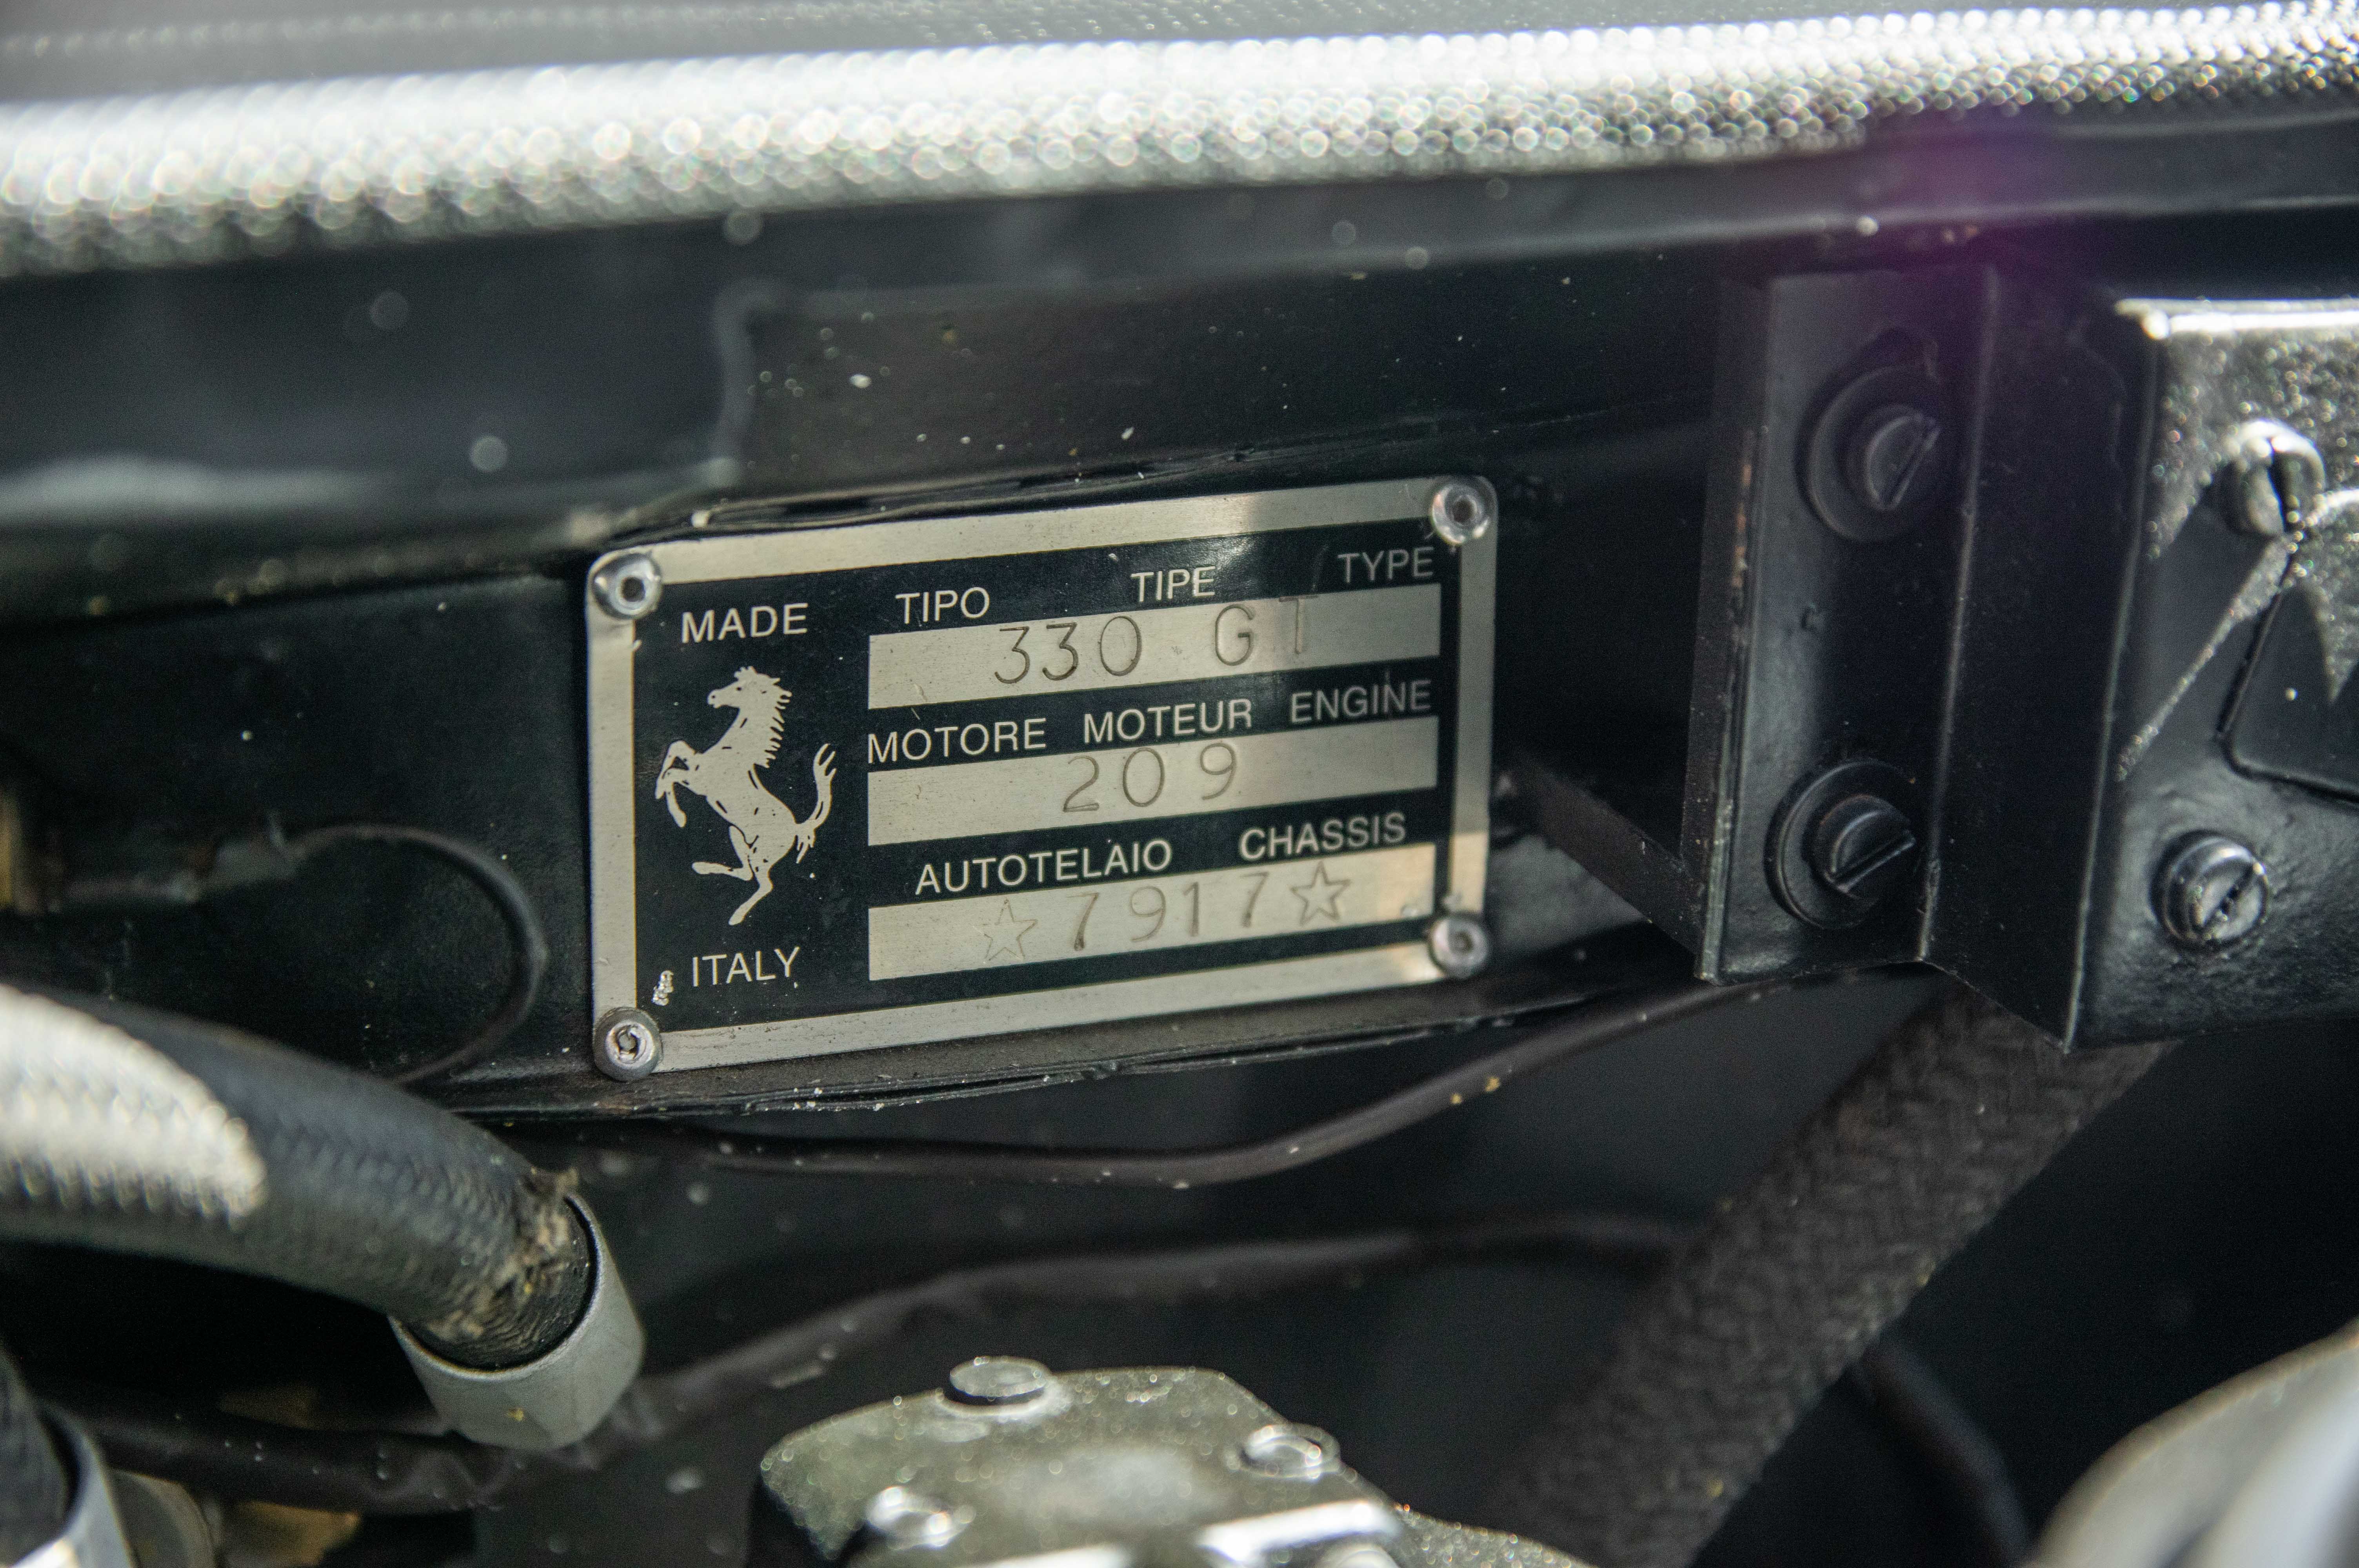 MADE
TIPO TIPE TYPE
330 GT
MOTORE MOTEUR ENGINE
209
AUTOTELAIO CHASSIS
☆7917☆
ITALY